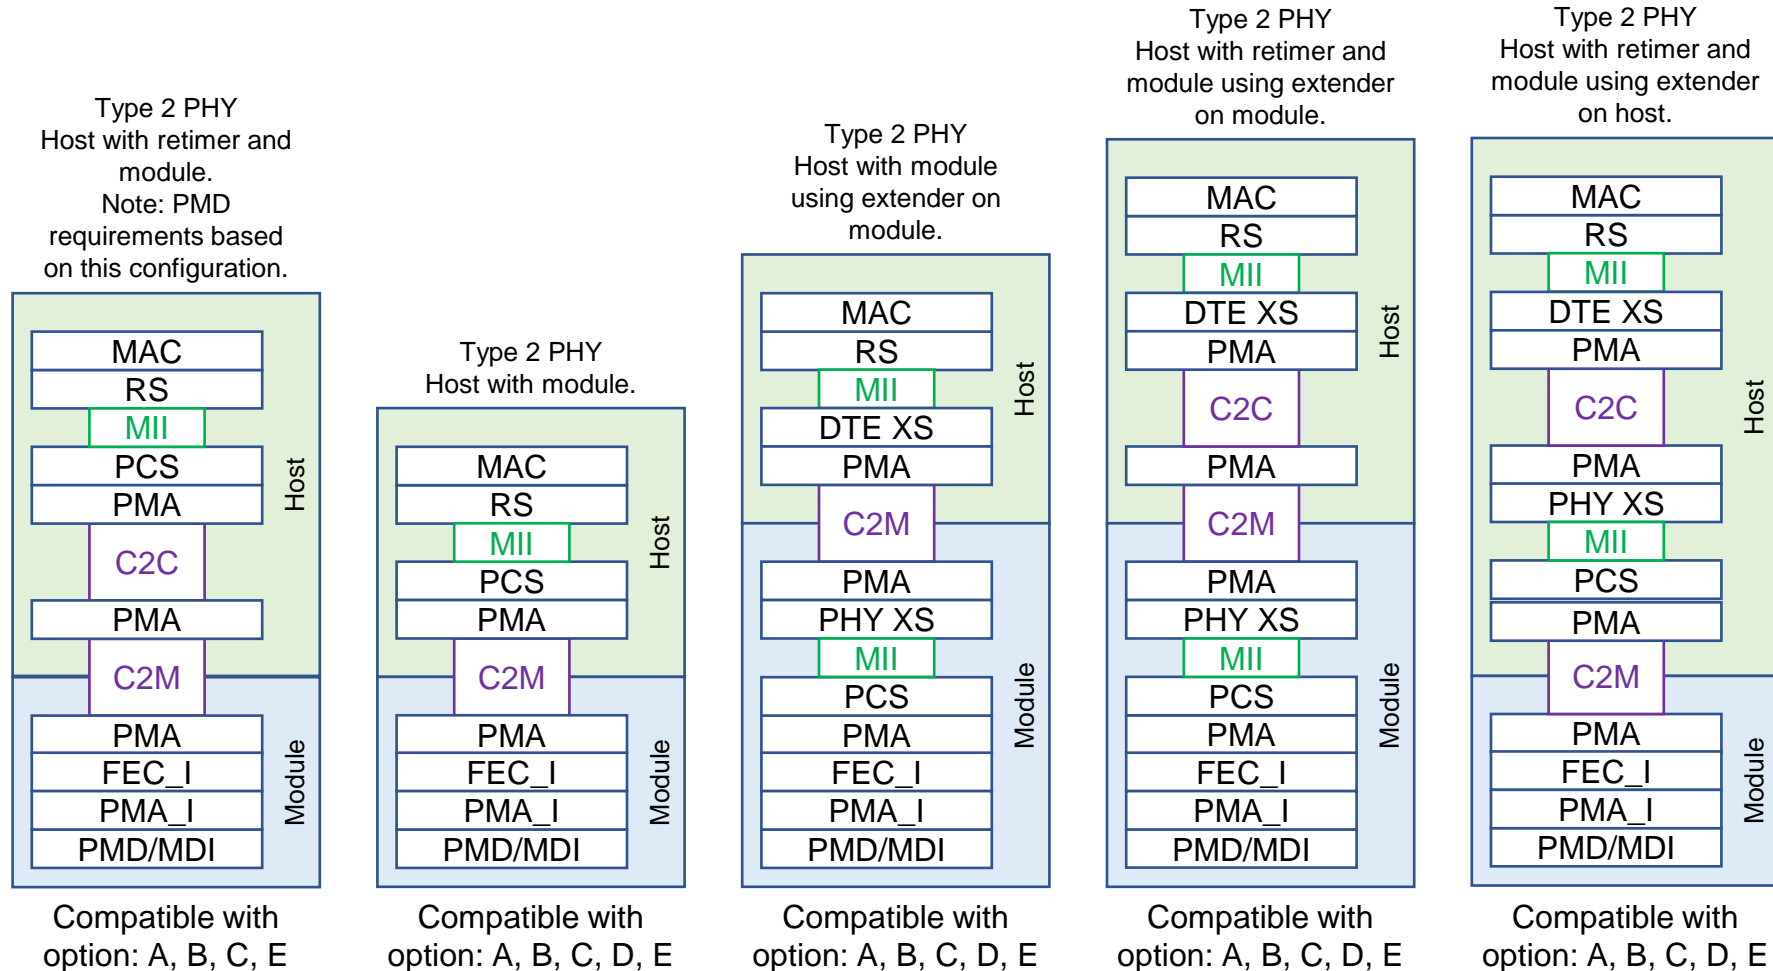 Type 2 PHY
Host with retimer and
module.
Note: PMD
requirements based
on this configuration.
MAC
RS
MII
PCS
PMA
C2C
PMA
C2M
PMA
FEC_I
PMA_I
PMD/MDI
Host
Module
Compatible with
option: A, B, C, E
Type 2 PHY
Host with module.
MAC
RS
MII
PCS
PMA
C2M
PMA
FEC_I
PMA_I
PMD/MDI
Host
Module
Compatible with
option: A, B, C, D, E
Type 2 PHY
Host with module
using extender on
module.
MAC
RS
MII
DTE XS
PMA
C2M
PMA
PHY XS
MII
PCS
PMA
FEC_I
PMA_I
PMD/MDI
Host
Module
Compatible with
option: A, B, C, D, E
Type 2 PHY
Host with retimer and
module using extender
on module.
MAC
RS
MII
DTE XS
PMA
C2C
PMA
C2M
PMA
PHY XS
MII
PCS
PMA
FEC_I
PMA_I
PMD/MDI
Host
Module
Compatible with
option: A, B, C, D, E
Type 2 PHY
Host with retimer and
module using extender
on host.
MAC
RS
MII
DTE XS
PMA
C2C
PMA
PHY XS
MII
PCS
PMA
C2M
PMA
FEC_I
PMA_I
PMD/MDI
Host
Module
Compatible with
option: A, B, C, D, E